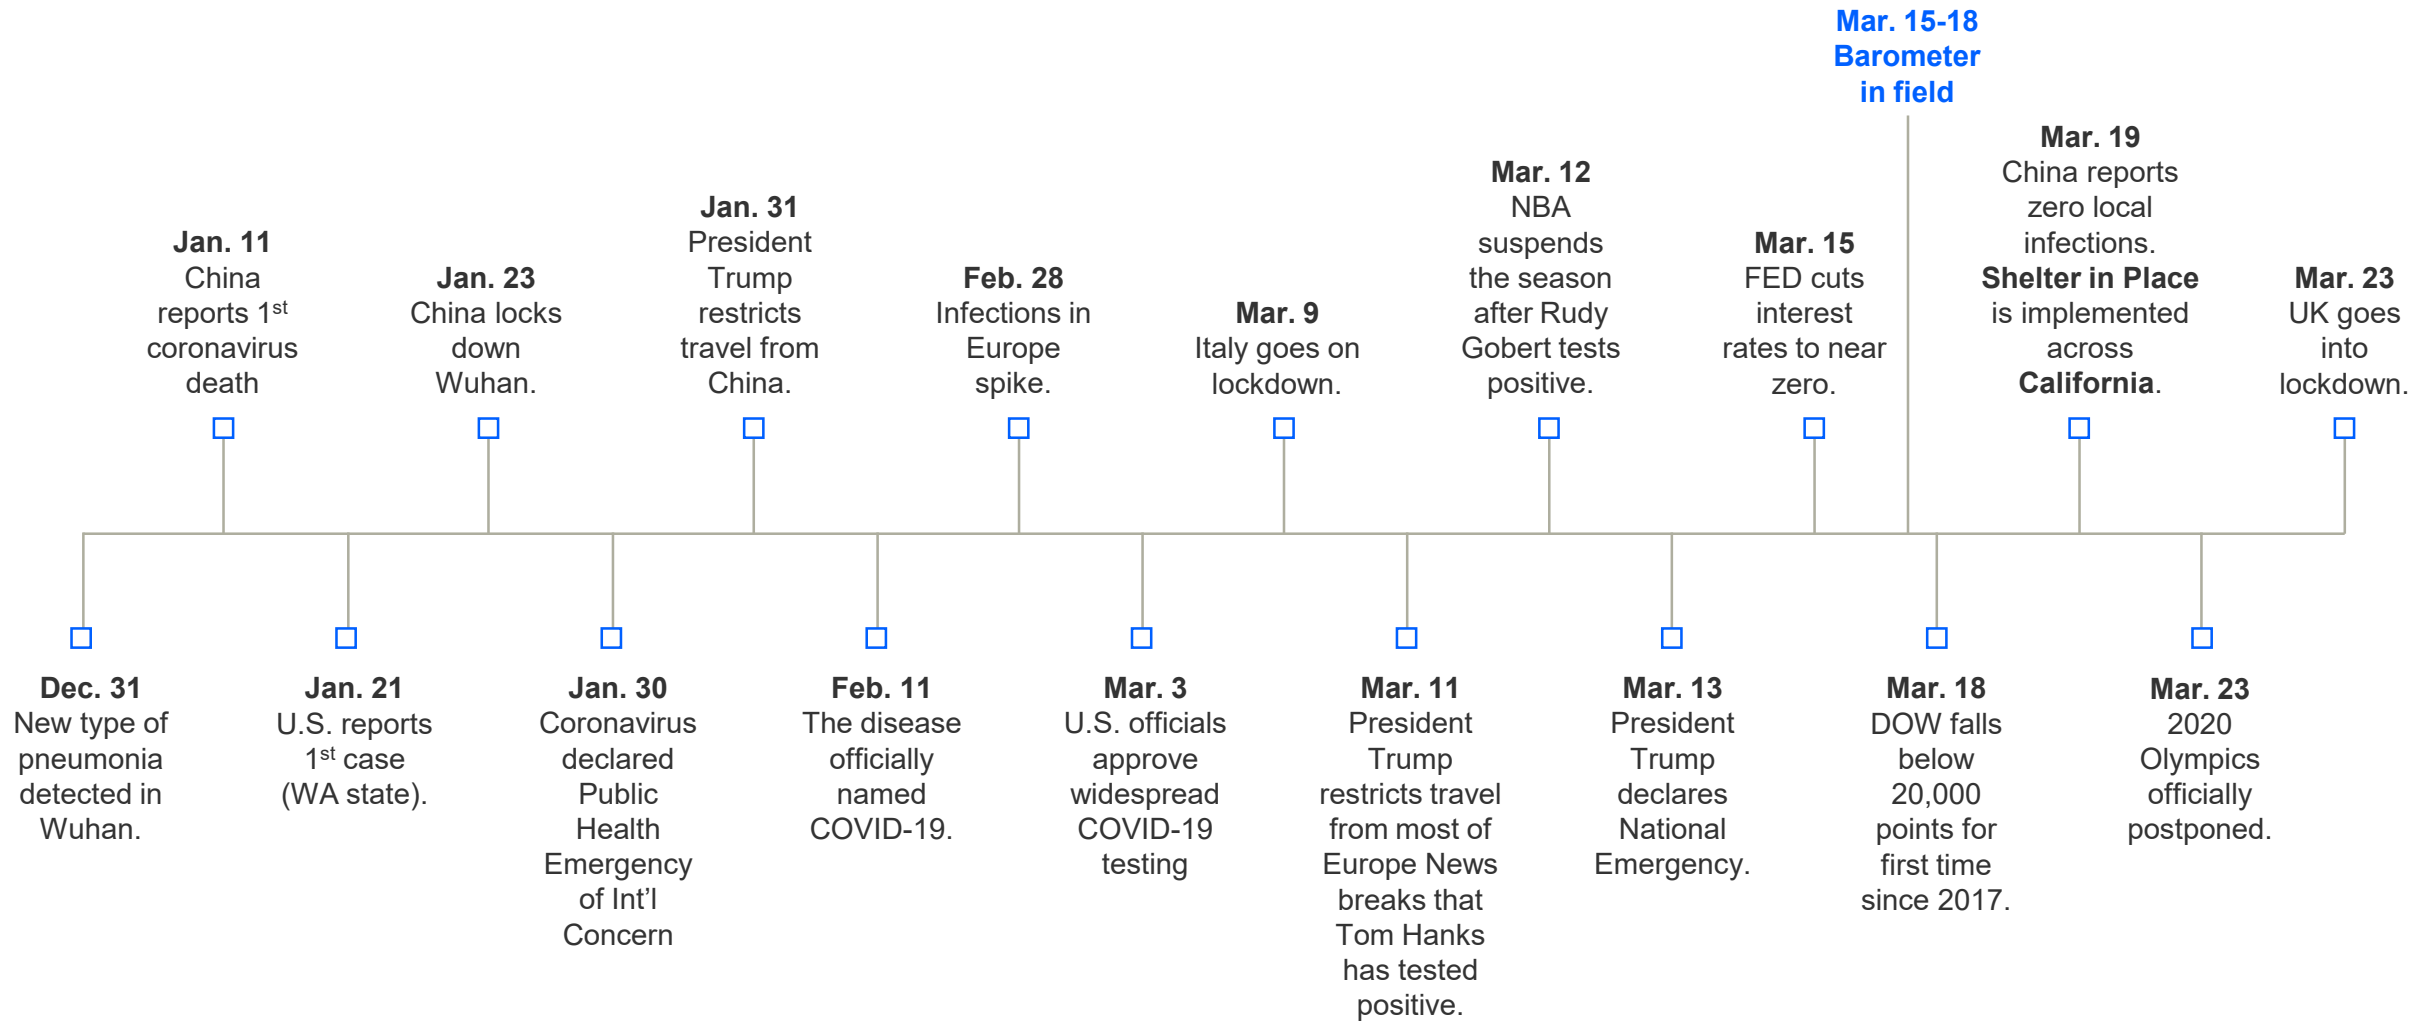 Mar. 15-18
Barometer
in field
Jan. 11
China
reports 1st
coronavirus
death
Jan. 23
China locks
down
Wuhan.
Jan. 31
President
Trump
restricts
travel from
China.
Feb. 28
Infections in
Europe
spike.
Mar. 9
Italy goes on
lockdown.
Mar. 12
NBA
suspends
the season
after Rudy
Gobert tests
positive.
Mar. 15
FED cuts
interest
rates to near
zero.
Mar. 19
China reports
zero local
infections.
Shelter in Place
is implemented
across
California.
Mar. 23
UK goes
into
lockdown.
Dec. 31
New type of
pneumonia
detected in
Wuhan.
Jan. 21
U.S. reports
1st case
(WA state).
Jan. 30
Coronavirus
declared
Public
Health
Emergency
of Int’l
Concern
Feb. 11
The disease
officially
named
COVID-19.
Mar. 3
U.S. officials
approve
widespread
COVID-19
testing
Mar. 11
President
Trump
restricts travel
from most of
Europe News
breaks that
Tom Hanks
has tested
positive.
Mar. 13
President
Trump
declares
National
Emergency.
Mar. 18
DOW falls
below
20,000
points for
first time
since 2017.
Mar. 23
2020
Olympics
officially
postponed.